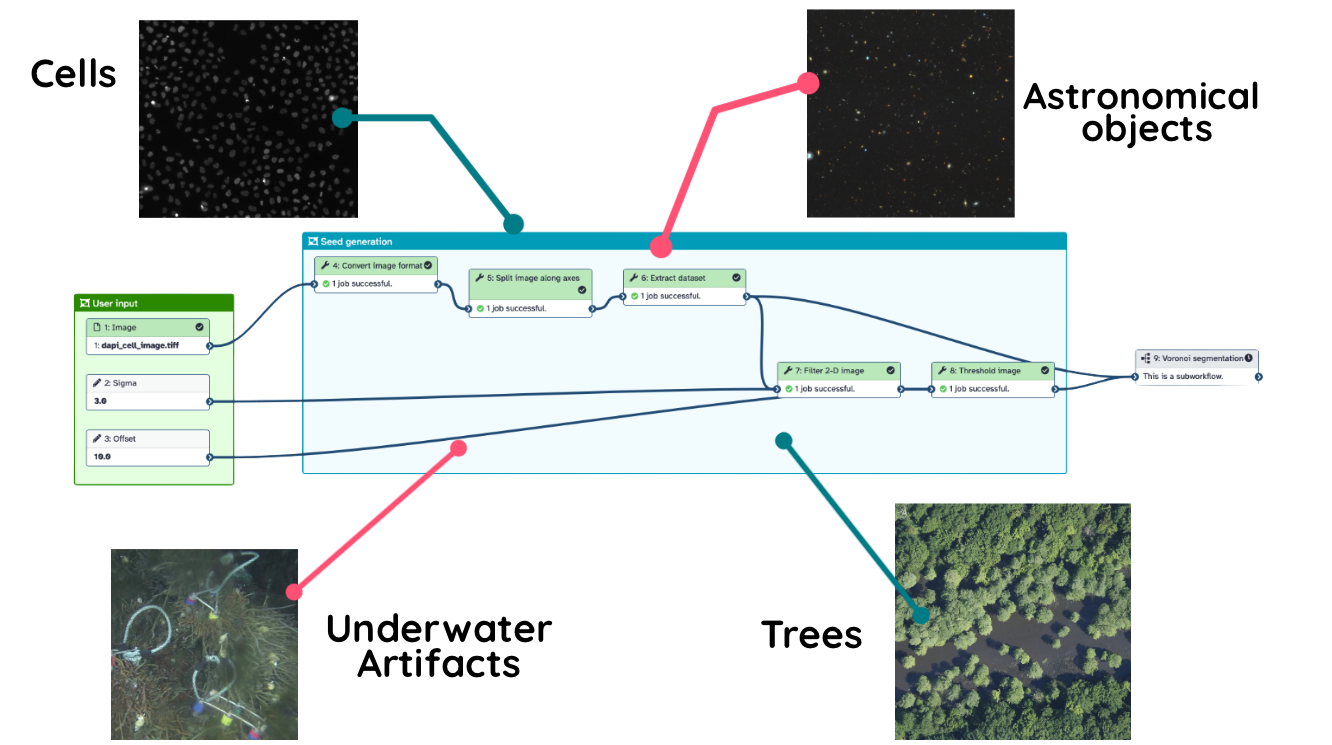 Cells
Astronomical
objects
Seed generation
4: Convert image format
1 job successful.
5: Split image along axes
1 job successful.
6: Extract dataset
1 job successful.
User input
1: Image
1: dapi_cell_image.tiff
2: Sigma
3.0
3: Offset
10.0
7: Filter 2-D image
1 job successful.
8: Threshold image
1 job successful.
9: Voronoi segmentation
This is a subworkflow.
Underwater
Artifacts
Trees